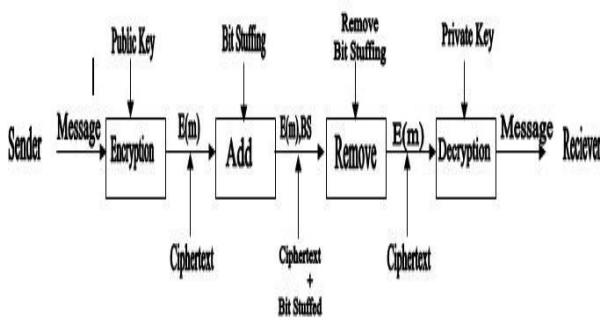 Public Key
Bit Stuffing
Remove
Bit Stuffing
Private Key
Sender
Message
Encryption
E(m)
Add
E(m),BS
Remove
E(m)
Decryption
Message
Reciever
Ciphertext
Ciphertext
+
Bit Stuffed
Ciphertext